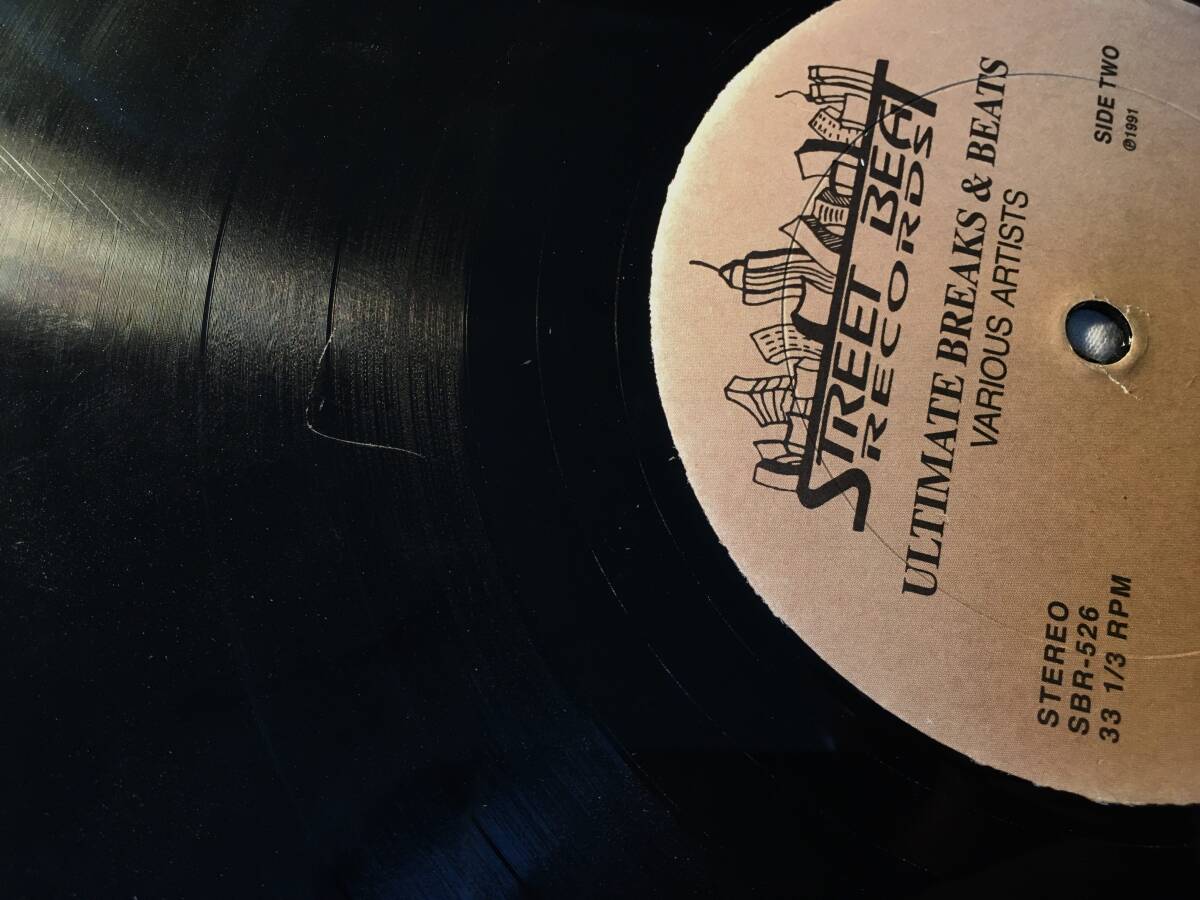 STREET BEAT
RECORDS
ULTIMATE BREAKS & BEATS
VARIOUS ARTISTS
SIDE TWO
℗1991
STEREO
SBR-526
33 1/3 RPM